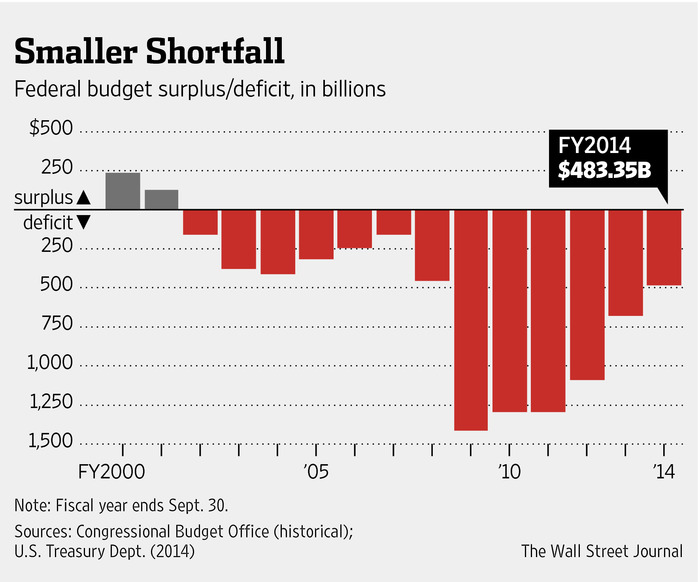 Smaller Shortfall
Federal budget surplus/deficit, in billions
$500
FY2014
$483.35B
250
surplus ▲
deficit ▼
250
500
750
1,000
1,250
1,500
FY2000 '05 '10 '14
Note: Fiscal year ends Sept. 30.
Sources: Congressional Budget Office (historical);
U.S. Treasury Dept. (2014)
The Wall Street Journal